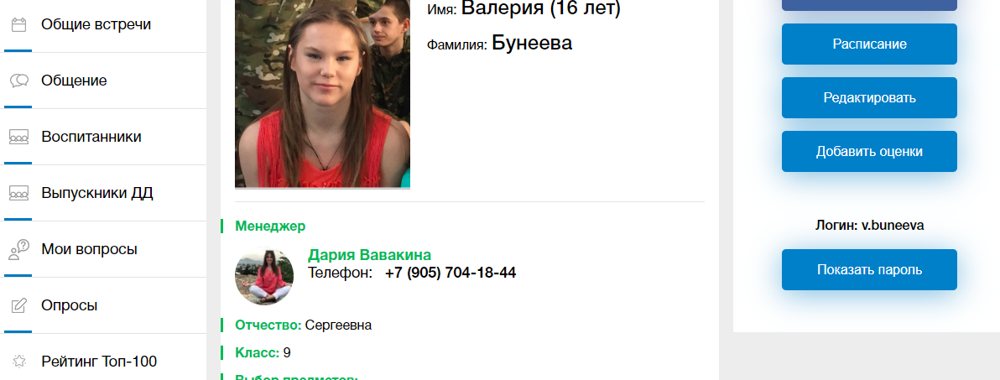 Общие встречи
Общение
Воспитанники
Выпускники ДД
Мои вопросы
Опросы
Рейтинг Топ-100
Имя: Валерия (16 лет)
Фамилия: Бунеева
Менеджер
Дария Вавакина
Телефон: +7 (905) 704-18-44
Отчество: Сергеевна
Класс: 9
Выбор предметов:
Расписание
Редактировать
Добавить оценки
Логин: v.buneeva
Показать пароль